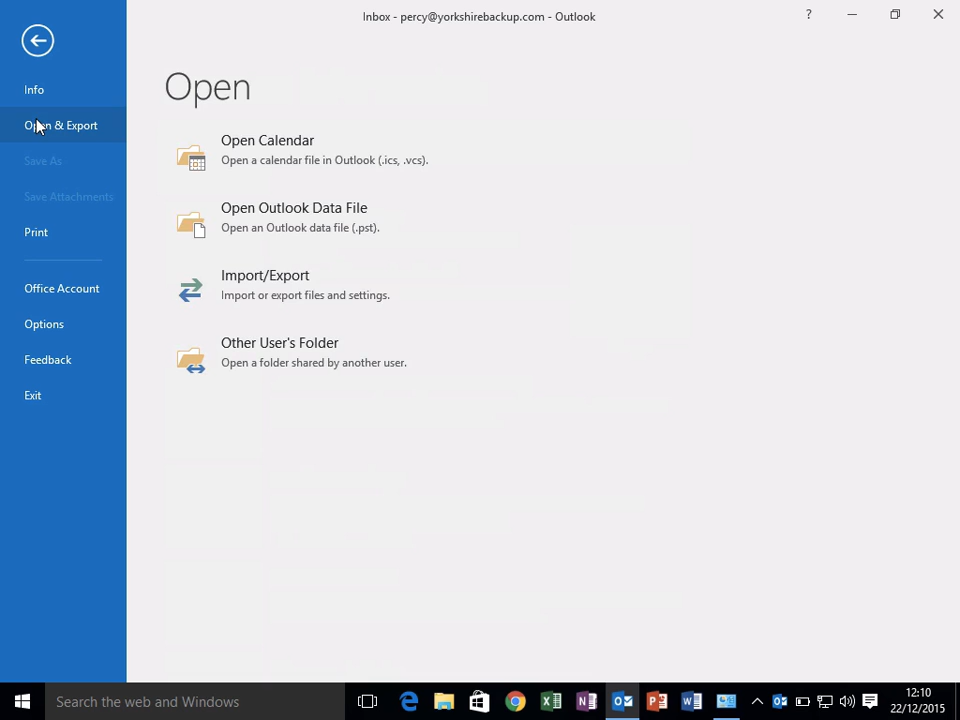 Inbox - percy@yorkshirebackup.com - Outlook
?
Info
Open & Export
Save As
Save Attachments
Print
Office Account
Options
Feedback
Exit
Open
Open Calendar
Open a calendar file in Outlook (.ics, .vcs).
Open Outlook Data File
Open an Outlook data file (.pst).
Import/Export
Import or export files and settings.
Other User's Folder
Open a folder shared by another user.
Search the web and Windows
12:10
22/12/2015